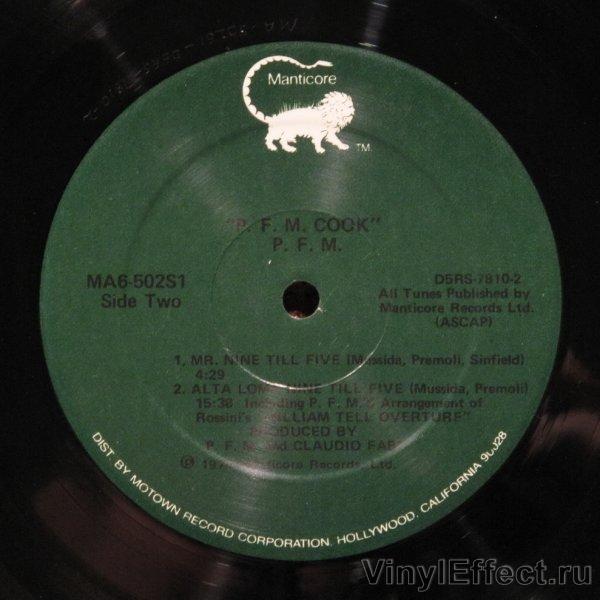 Manticore
TM.
"P. F. M. COOK"
P. F. M.
MA6-502S1
Side Two
D5RS-7810-2
All Tunes Published by
Manticore Records Ltd.
(ASCAP)
1. MR. NINE TILL FIVE (Mussida, Premoli, Sinfield)
4:29
2. ALTA LOMA NINE TILL FIVE (Mussida, Premoli)
15:38 Including P. F. M.'s Arrangement of
Rossini's "WILLIAM TELL OVERTURE"
PRODUCED BY
P. F. M. and CLAUDIO
Manticore Records Ltd.
DIST. BY MOTOWN RECORD CORPORATION, HOLLYWOOD, CALIFORNIA 90028
VinylEffect.ru